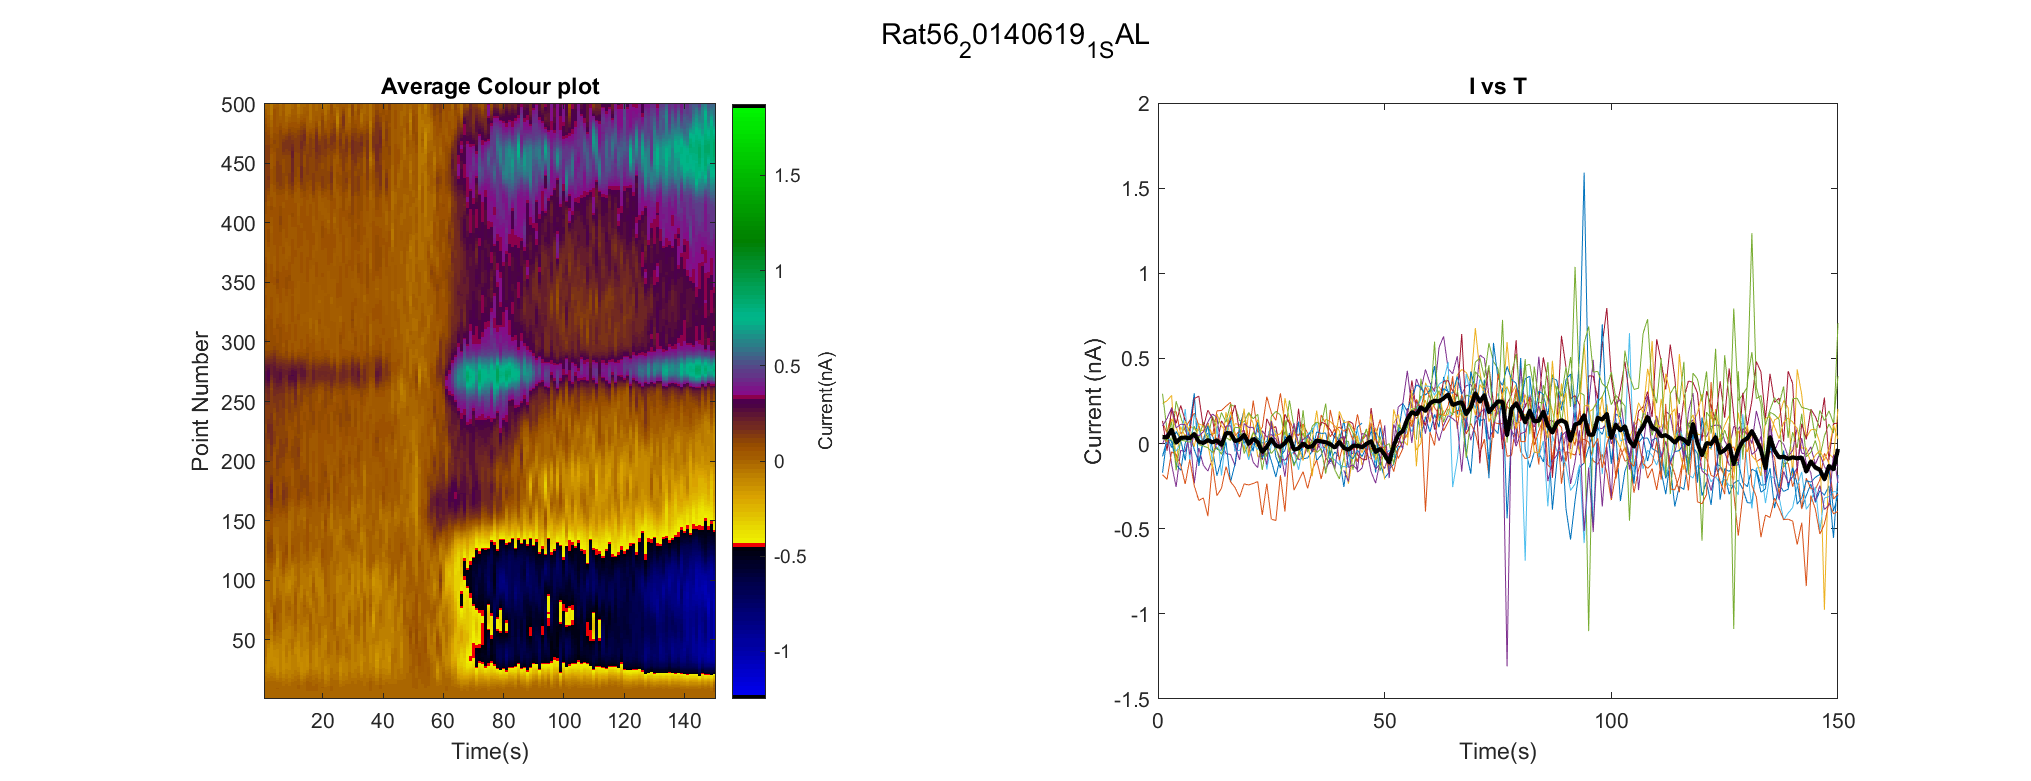 Rat56₂0140619₁SAL
Average Colour plot
500
450
400
350
300
250
200
150
100
50
Point Number
20 40 60 80 100 120 140
Time(s)
1.5
1
0.5
0
-0.5
-1
Current(nA)
I vs T
2
1.5
1
0.5
0
-0.5
-1
-1.5
Current (nA)
0 50 100 150
Time(s)